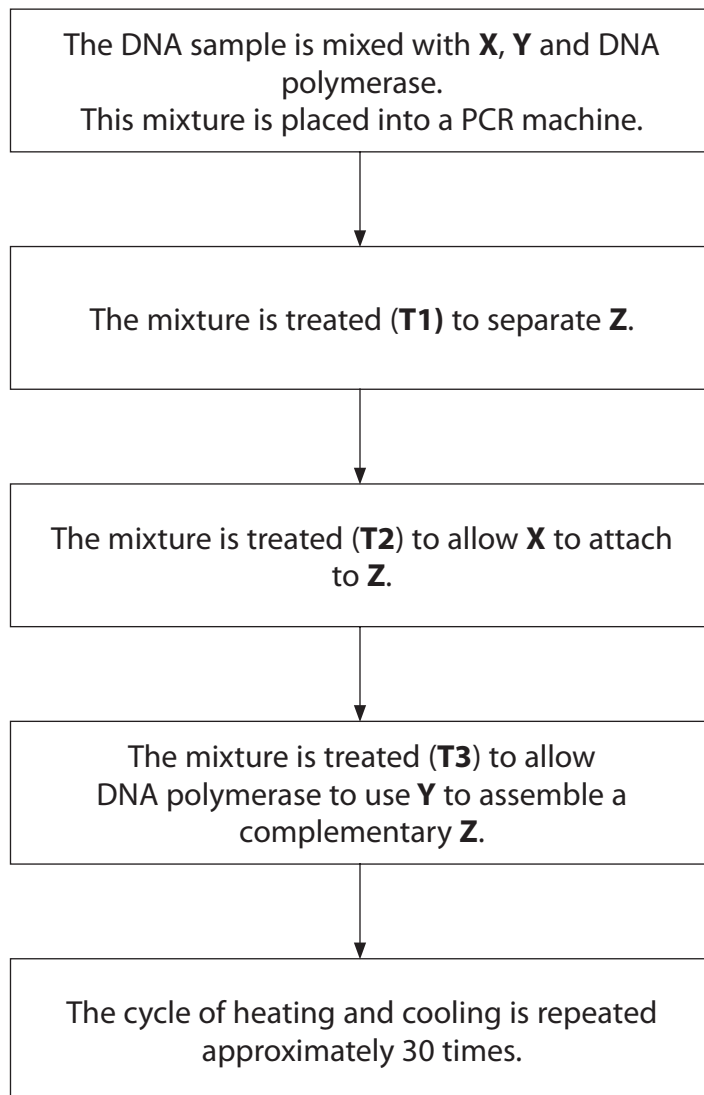 The DNA sample is mixed with X, Y and DNA
polymerase.
This mixture is placed into a PCR machine.
The mixture is treated (T1) to separate Z.
The mixture is treated (T2) to allow X to attach
to Z.
The mixture is treated (T3) to allow
DNA polymerase to use Y to assemble a
complementary Z.
The cycle of heating and cooling is repeated
approximately 30 times.